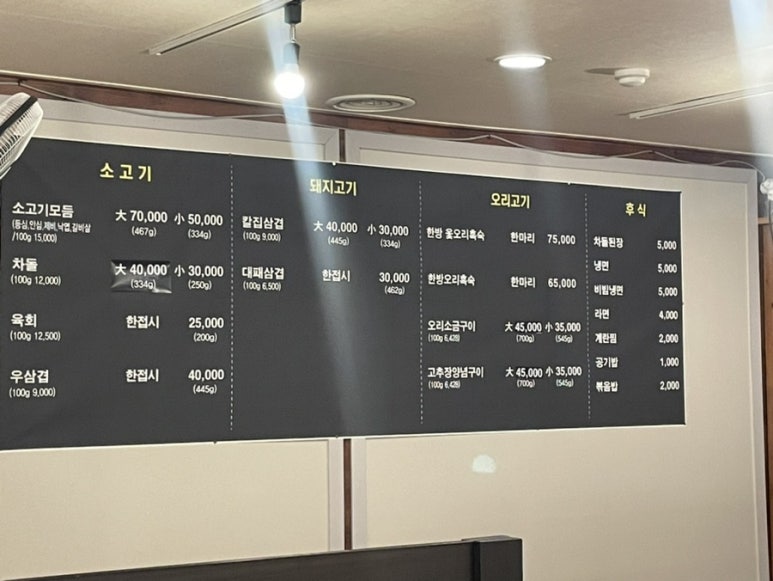 소고기
소고기모듬 大 70,000 小 50,000
(등심,안심,제비,낙엽,갈비살 (467g) (334g)
/100g 15,000)
차돌 大 40,000 小 30,000
(100g 12,000) (334g) (250g)
육회 한접시 25,000
(100g 12,500) (200g)
우삼겹 한접시 40,000
(100g 9,000) (445g)
돼지고기
칼집삼겹 大 40,000 小 30,000
(100g 9,000) (445g) (334g)
대패삼겹 한접시 30,000
(100g 6,500) (462g)
오리고기
한방 옻오리흑숙 한마리 75,000
한방오리흑숙 한마리 65,000
오리소금구이 大 45,000 小 35,000
(100g 6,428) (700g) (545g)
고추장양념구이 大 45,000 小 35,000
(100g 6,428) (700g) (545g)
후식
차돌된장 5,000
냉면 5,000
비빔냉면 5,000
라면 4,000
계란찜 2,000
공기밥 1,000
볶음밥 2,000